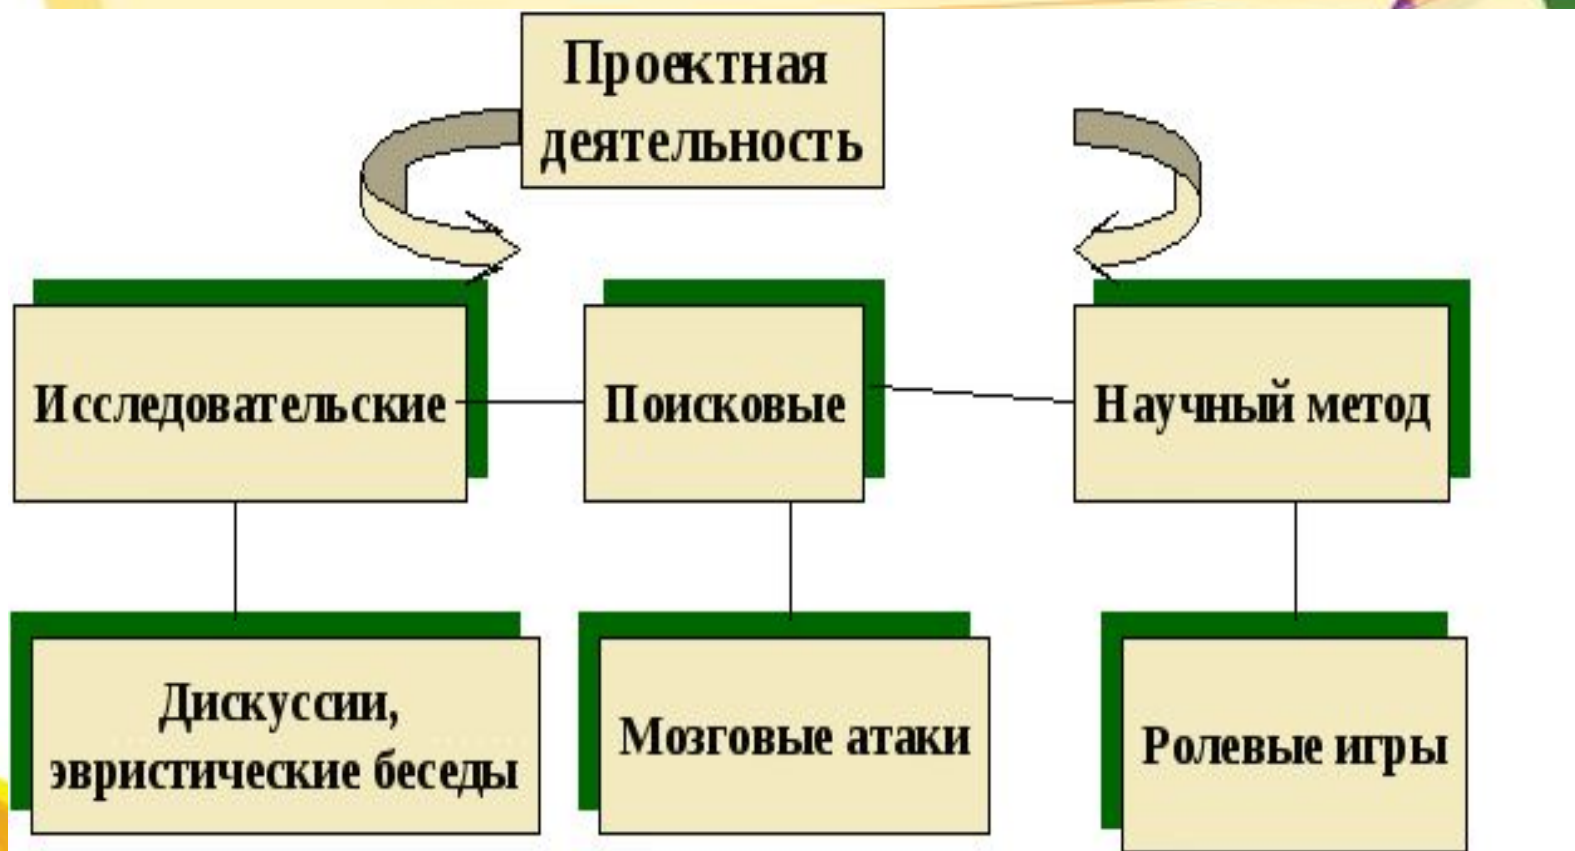 Проектная
деятельность
Исследовательские
Поисковые
Научный метод
Дискуссии,
эвристические беседы
Мозговые атаки
Ролевые игры